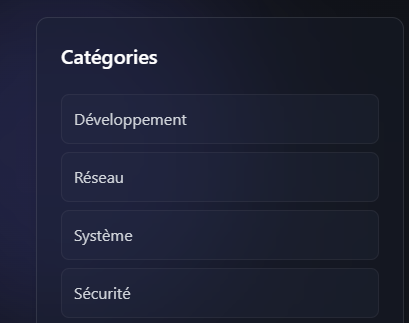 Catégories
Développement
Réseau
Système
Sécurité